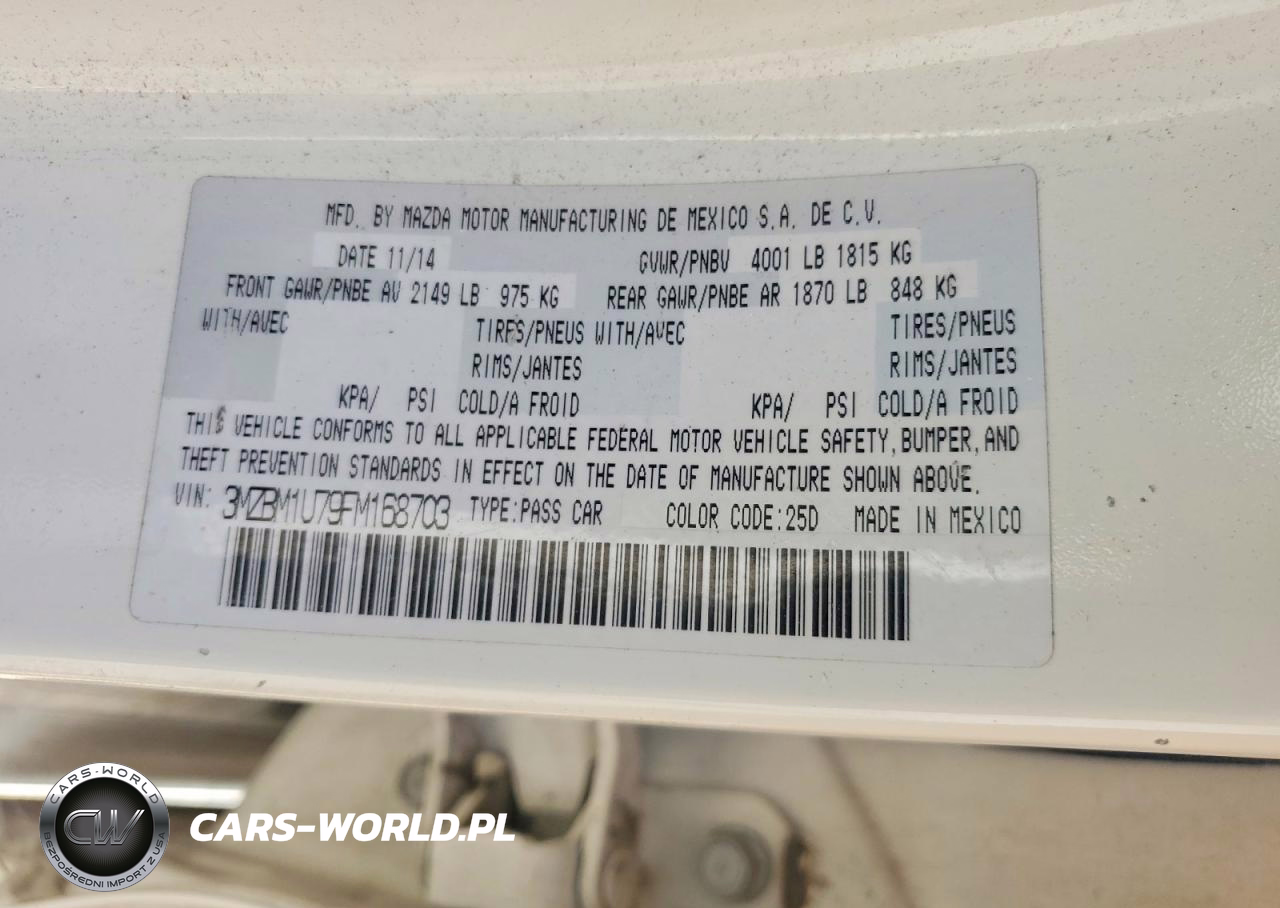 MFD. BY MAZDA MOTOR MANUFACTURING DE MEXICO S.A. DE C.V.
DATE 11/14 GVWR/PNBV 4001 LB 1815 KG
FRONT GAWR/PNBE AV 2149 LB 975 KG REAR GAWR/PNBE AR 1870 LB 848 KG
WITH/AVEC TIRES/PNEUS WITH/AVEC TIRES/PNEUS
RIMS/JANTES RIMS/JANTES
KPA/ PSI COLD/A FROID KPA/ PSI COLD/A FROID
THIS VEHICLE CONFORMS TO ALL APPLICABLE FEDERAL MOTOR VEHICLE SAFETY, BUMPER, AND
THEFT PREVENTION STANDARDS IN EFFECT ON THE DATE OF MANUFACTURE SHOWN ABOVE.
VIN: 3MZBM1U79FM168703 TYPE:PASS CAR COLOR CODE:25D MADE IN MEXICO
CARS-WORLD
CW
BEZPOŚREDNI IMPORT Z USA
CARS-WORLD.PL